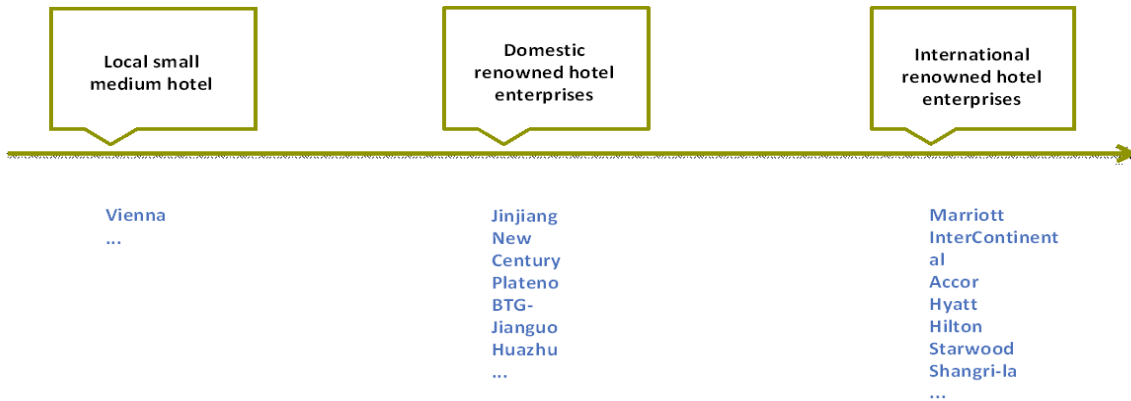 Local small
medium hotel
Domestic
renowned hotel
enterprises
International
renowned hotel
enterprises
Vienna
...
Jinjiang
New
Century
Plateno
BTG-
Jianguo
Huazhu
...
Marriott
InterContinent
al
Accor
Hyatt
Hilton
Starwood
Shangri-la
...